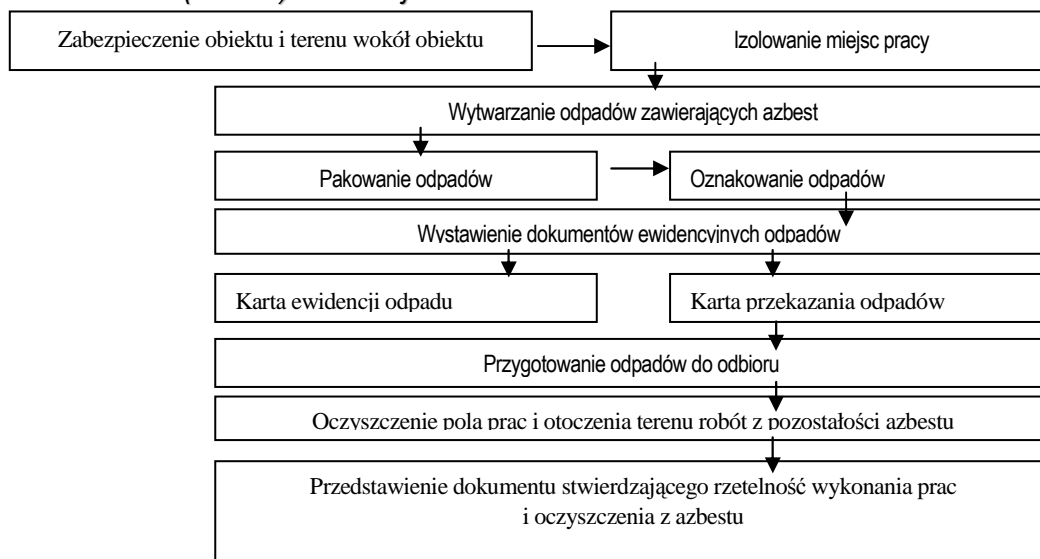 Zabezpieczenie obiektu i terenu wokół obiektu
Izolowanie miejsc pracy
Wytwarzanie odpadów zawierających azbest
Pakowanie odpadów
Oznakowanie odpadów
Wystawienie dokumentów ewidencyjnych odpadów
Karta ewidencji odpadu
Karta przekazania odpadów
Przygotowanie odpadów do odbioru
Oczyszczenie pola prac i otoczenia terenu robót z pozostałości azbestu
Przedstawienie dokumentu stwierdzającego rzetelność wykonania prac
i oczyszczenia z azbestu